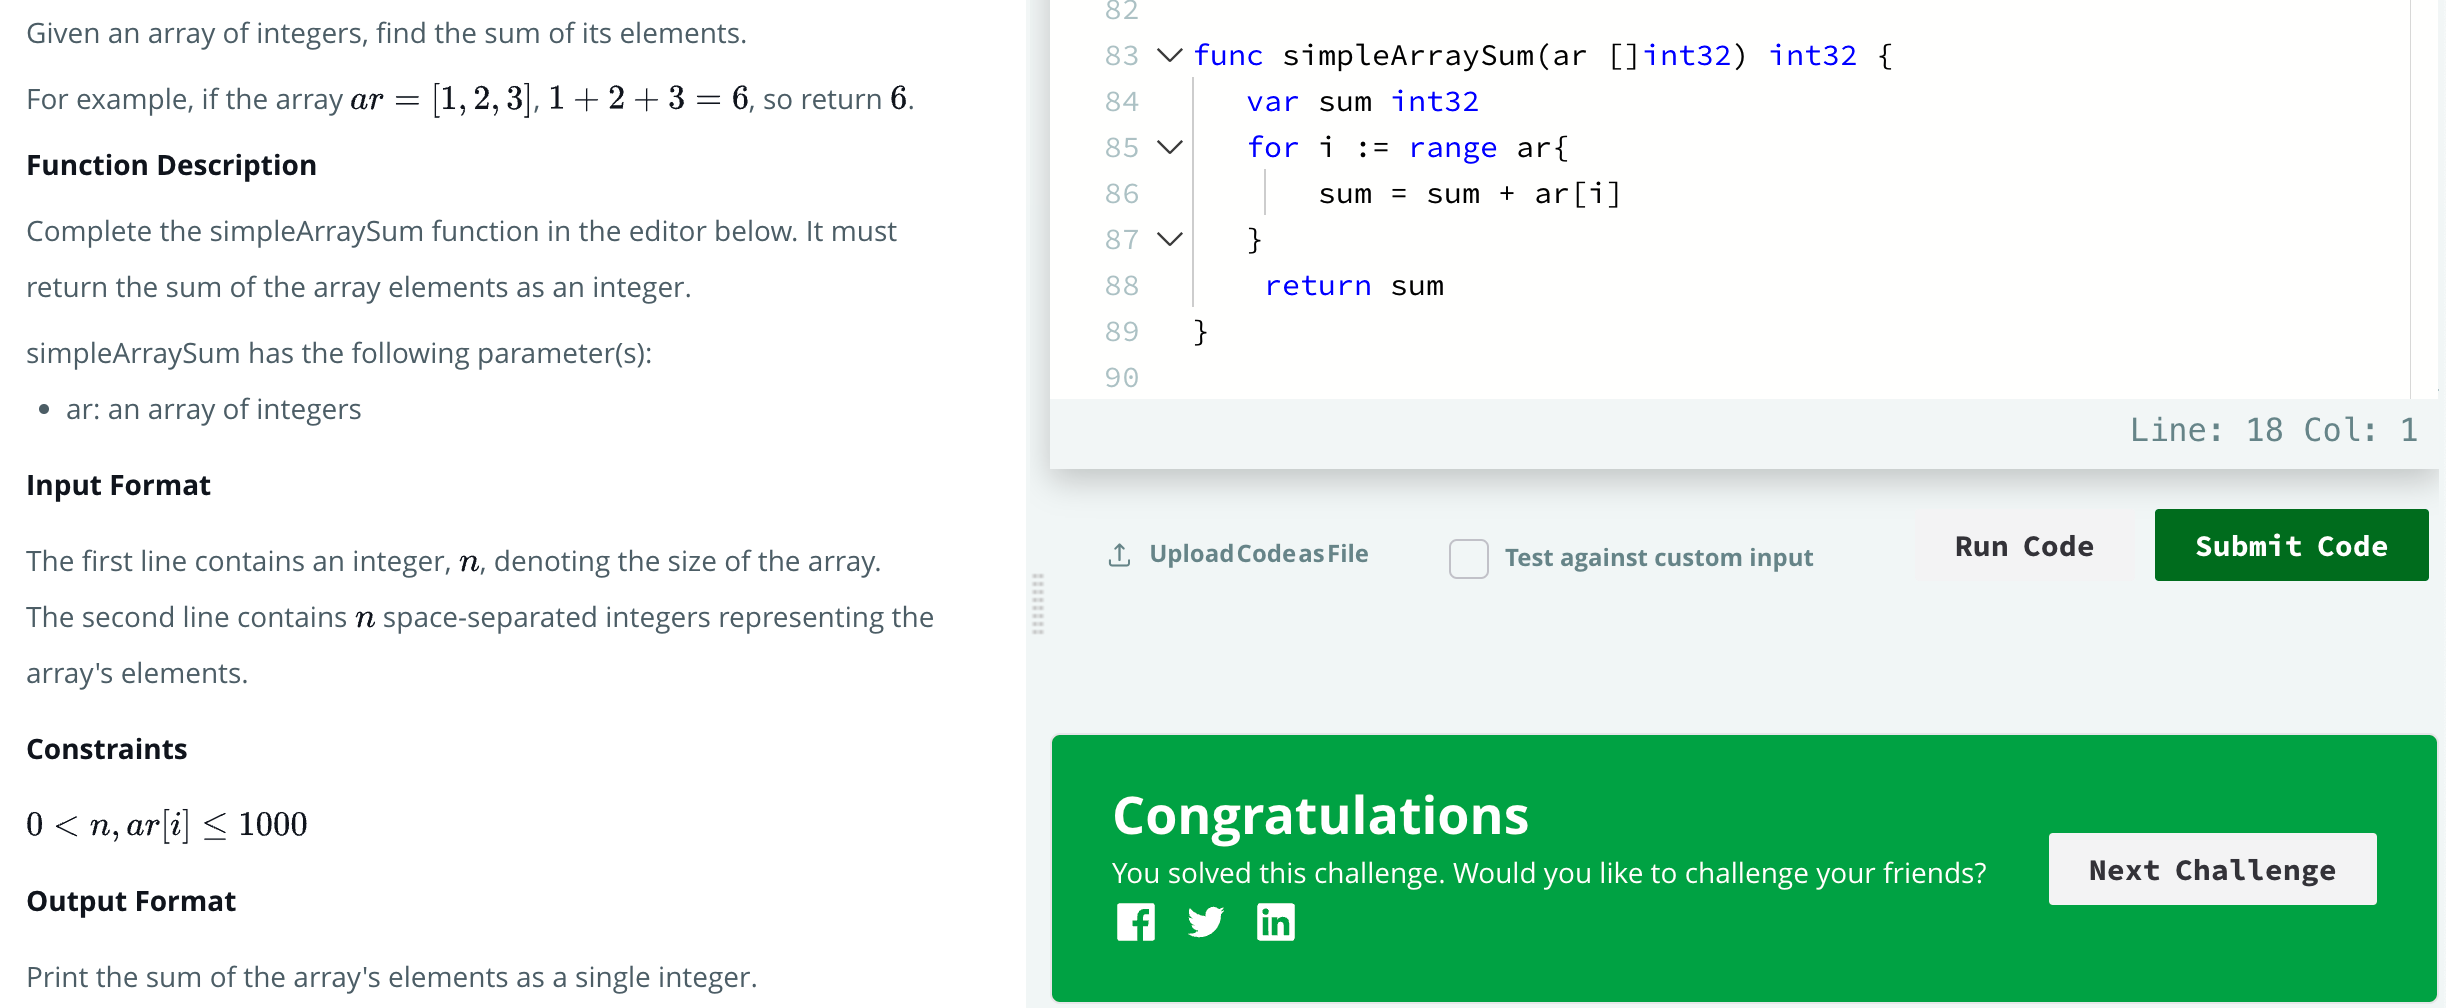 Given an array of integers, find the sum of its elements.
For example, if the array ar = [1, 2, 3], 1 + 2 + 3 = 6, so return 6.
Function Description
Complete the simpleArraySum function in the editor below. It must
return the sum of the array elements as an integer.
simpleArraySum has the following parameter(s):
• ar: an array of integers
Input Format
The first line contains an integer, n, denoting the size of the array.
The second line contains n space-separated integers representing the
array's elements.
Constraints
0 < n, ar[i] ≤ 1000
Output Format
Print the sum of the array's elements as a single integer.
82
83 func simpleArraySum(ar []int32) int32 {
84 var sum int32
85 for i := range ar{
86 sum = sum + ar[i]
87 }
88 return sum
89 }
90
Line: 18 Col: 1
Upload Code as File
Test against custom input
Run Code
Submit Code
Congratulations
You solved this challenge. Would you like to challenge your friends?
Next Challenge